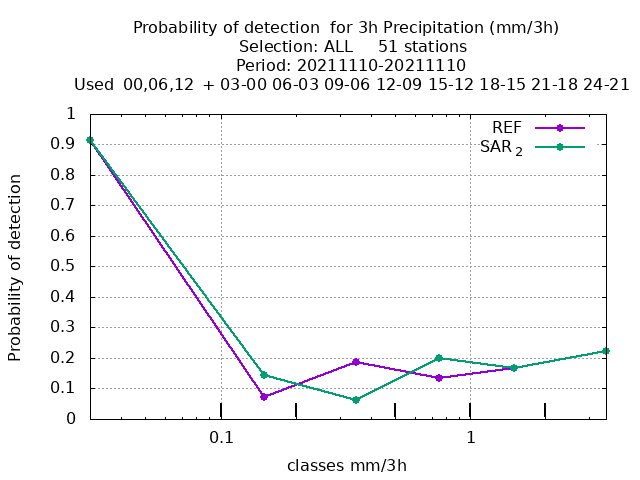 Probability of detection  for 3h Precipitation (mm/3h)
Selection: ALL     51 stations
Period: 20211110-20211110
Used  00,06,12  + 03-00 06-03 09-06 12-09 15-12 18-15 21-18 24-21
REF
SAR 2
1
0.9
0.8
0.7
0.6
0.5
0.4
0.3
0.2
0.1
0
Probability of detection
0.1
1
classes mm/3h